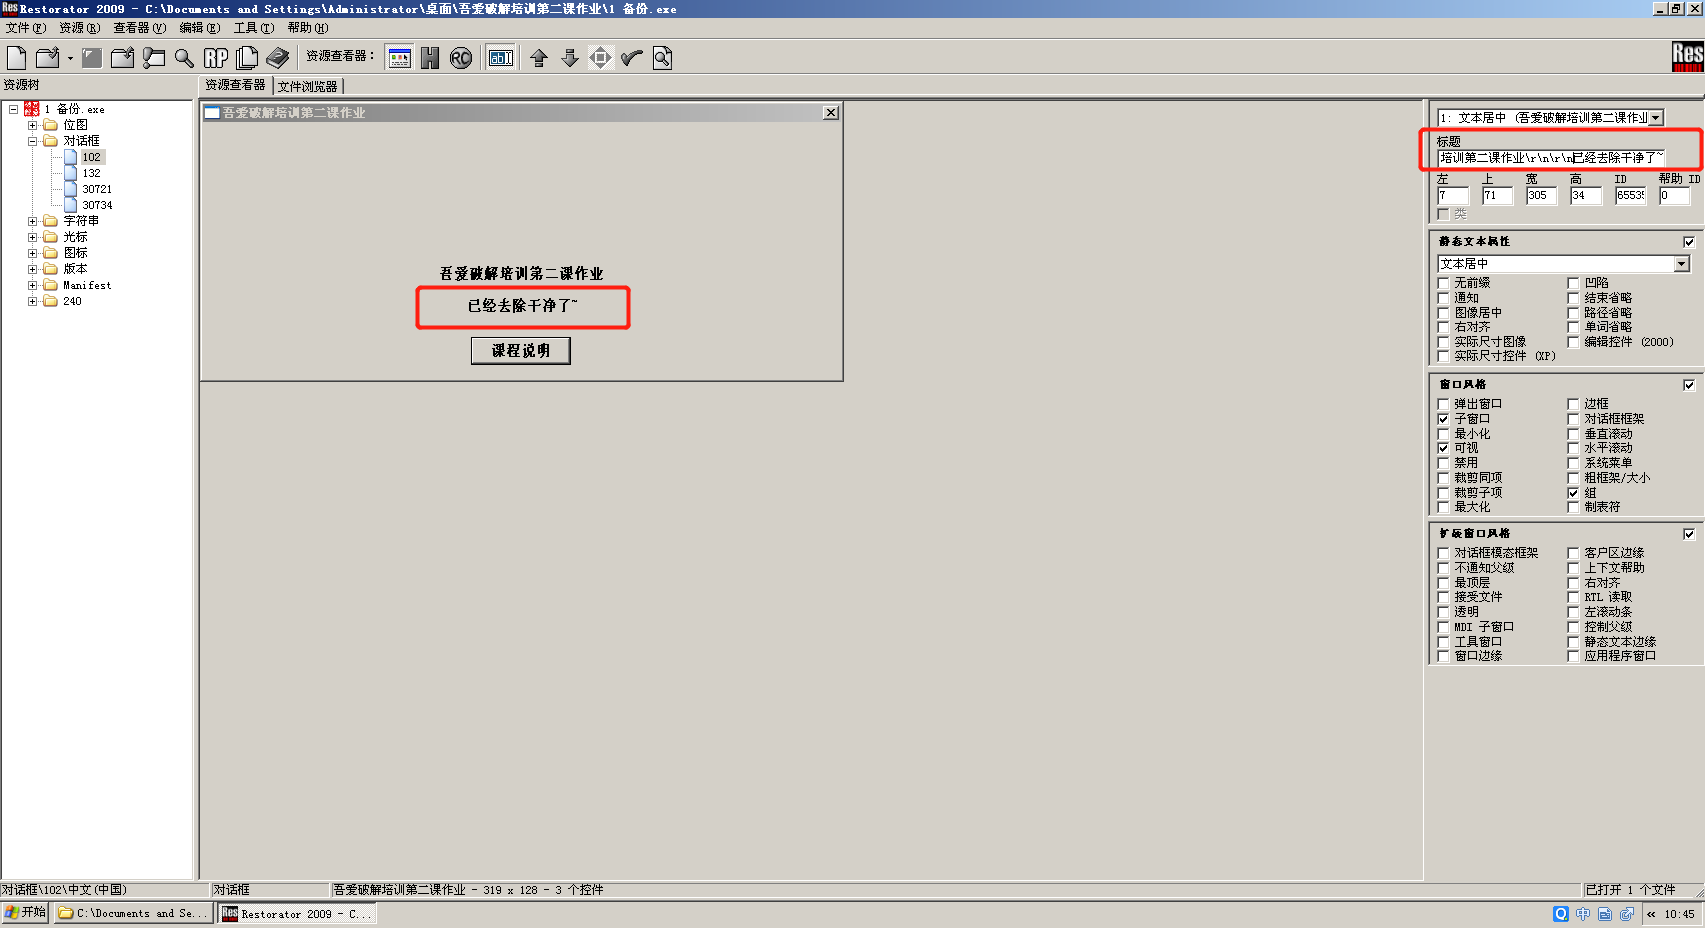 Restorator 2009 - C:\Documents and Settings\Administrator\桌面\吾爱破解培训第二课作业\1 备份.exe
文件(F) 资源(R) 查看器(V) 编辑(E) 工具(T) 帮助(H)
RP 资源查看器： H RC ab Res
资源树
资源查看器 文件浏览器
1 备份.exe
位图
对话框
102
132
30721
30734
字符串
光标
图标
版本
Manifest
240
吾爱破解培训第二课作业
吾爱破解培训第二课作业
已经去除干净了~
课程说明
1: 文本居中 (吾爱破解培训第二课作业
标题
培训第二课作业\r\n\r\n已经去除干净了~
左 上 宽 高 ID 帮助 ID
7 71 305 34 65535 0
类
静态文本属性
文本居中
无前缀 凹陷
通知 结束省略
图像居中 路径省略
右对齐 单词省略
实际尺寸图像 编辑控件 (2000)
实际尺寸控件 (XP)
窗口风格
弹出窗口 边框
子窗口 对话框框架
最小化 垂直滚动
可视 水平滚动
禁用 系统菜单
裁剪同项 粗框架/大小
裁剪子项 组
最大化 制表符
扩展窗口风格
对话框模态框架 客户区边缘
不通知父级 上下文帮助
最顶层 右对齐
接受文件 RTL 读取
透明 左滚动条
MDI 子窗口 控制父级
工具窗口 静态文本边缘
窗口边缘 应用程序窗口
对话框\102\中文(中国) 对话框 吾爱破解培训第二课作业 - 319 x 128 - 3 个控件 已打开 1 个文件
开始 C:\Documents and Se... Restorator 2009 - C... 中 « 10:45